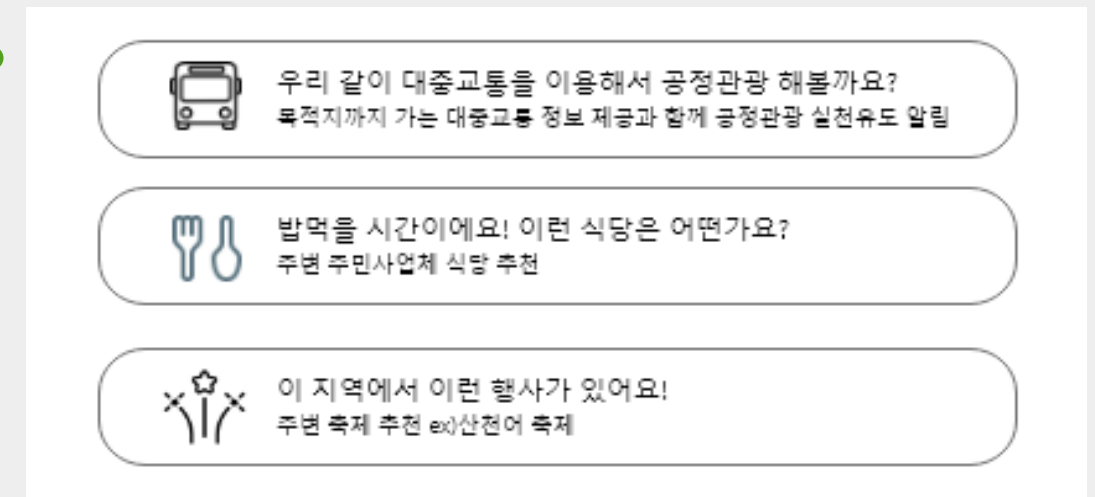 우리 같이 대중교통을 이용해서 공정관광 해볼까요?
목적지까지 가는 대중교통 정보 제공과 함께 공정관광 실천유도 알림
밥먹을 시간이에요! 이런 식당은 어떤가요?
주변 주민사업체 식당 추천
이 지역에서 이런 행사가 있어요!
주변 축제 추천 ex)산천어 축제